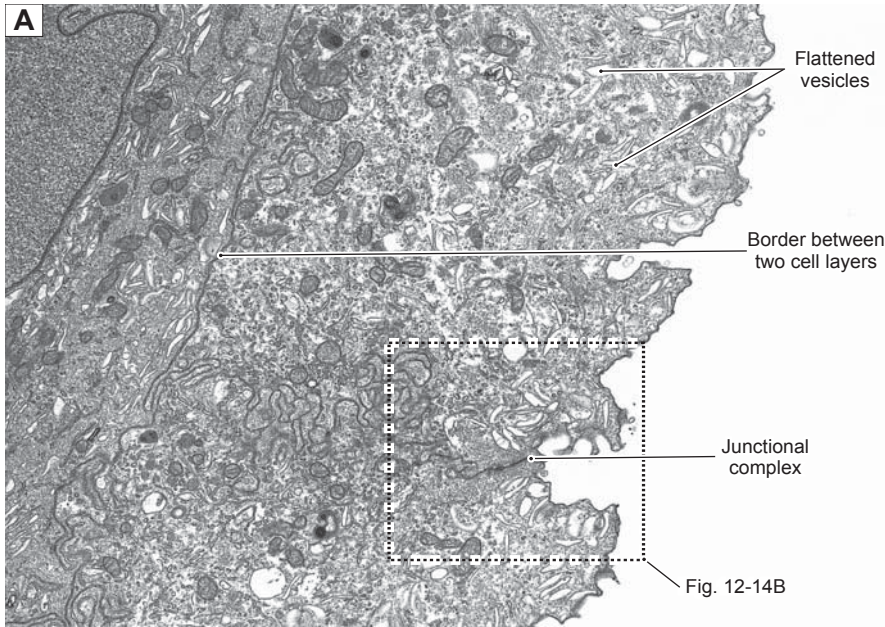 A
Flattened
vesicles
Border between
two cell layers
Junctional
complex
Fig. 12-14B